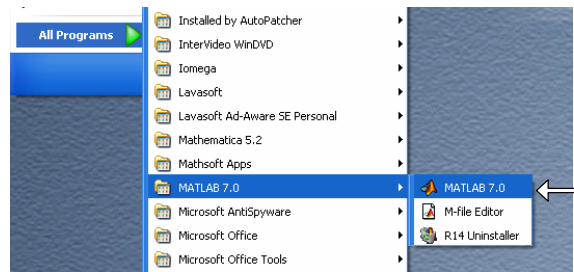 All Programs
Installed by AutoPatcher
InterVideo WinDVD
Iomega
Lavasoft
Lavasoft Ad-Aware SE Personal
Mathematica 5.2
Mathsoft Apps
MATLAB 7.0
Microsoft AntiSpyware
Microsoft Office
Microsoft Office Tools
MATLAB 7.0
M-file Editor
R14 Uninstaller